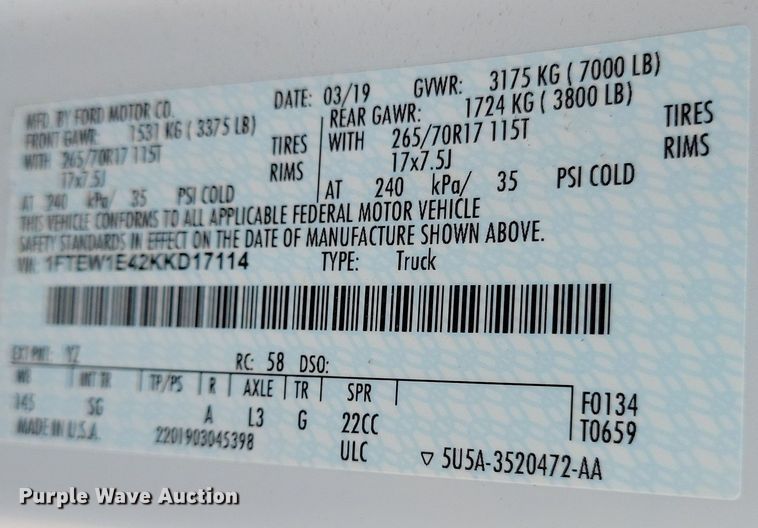 MFD. BY FORD MOTOR CO. DATE: 03/19 GVWR: 3175 KG ( 7000 LB)
FRONT GAWR: 1531 KG ( 3375 LB) REAR GAWR: 1724 KG ( 3800 LB)
WITH 265/70R17 115T TIRES WITH 265/70R17 115T TIRES
17x7.5J RIMS 17x7.5J RIMS
AT 240 kPa/ 35 PSI COLD AT 240 kPa/ 35 PSI COLD
THIS VEHICLE CONFORMS TO ALL APPLICABLE FEDERAL MOTOR VEHICLE
SAFETY STANDARDS IN EFFECT ON THE DATE OF MANUFACTURE SHOWN ABOVE.
VIN: 1FTEW1E42KKD17114 TYPE: Truck
EXT PNT: YZ RC: 58 DSO:
WB INT TR TP/PS R AXLE TR SPR
145 SG A L3 G 22CC F0134
MADE IN U.S.A. 2201903045398 ULC T0659
▽ 5U5A-3520472-AA
Purple Wave Auction